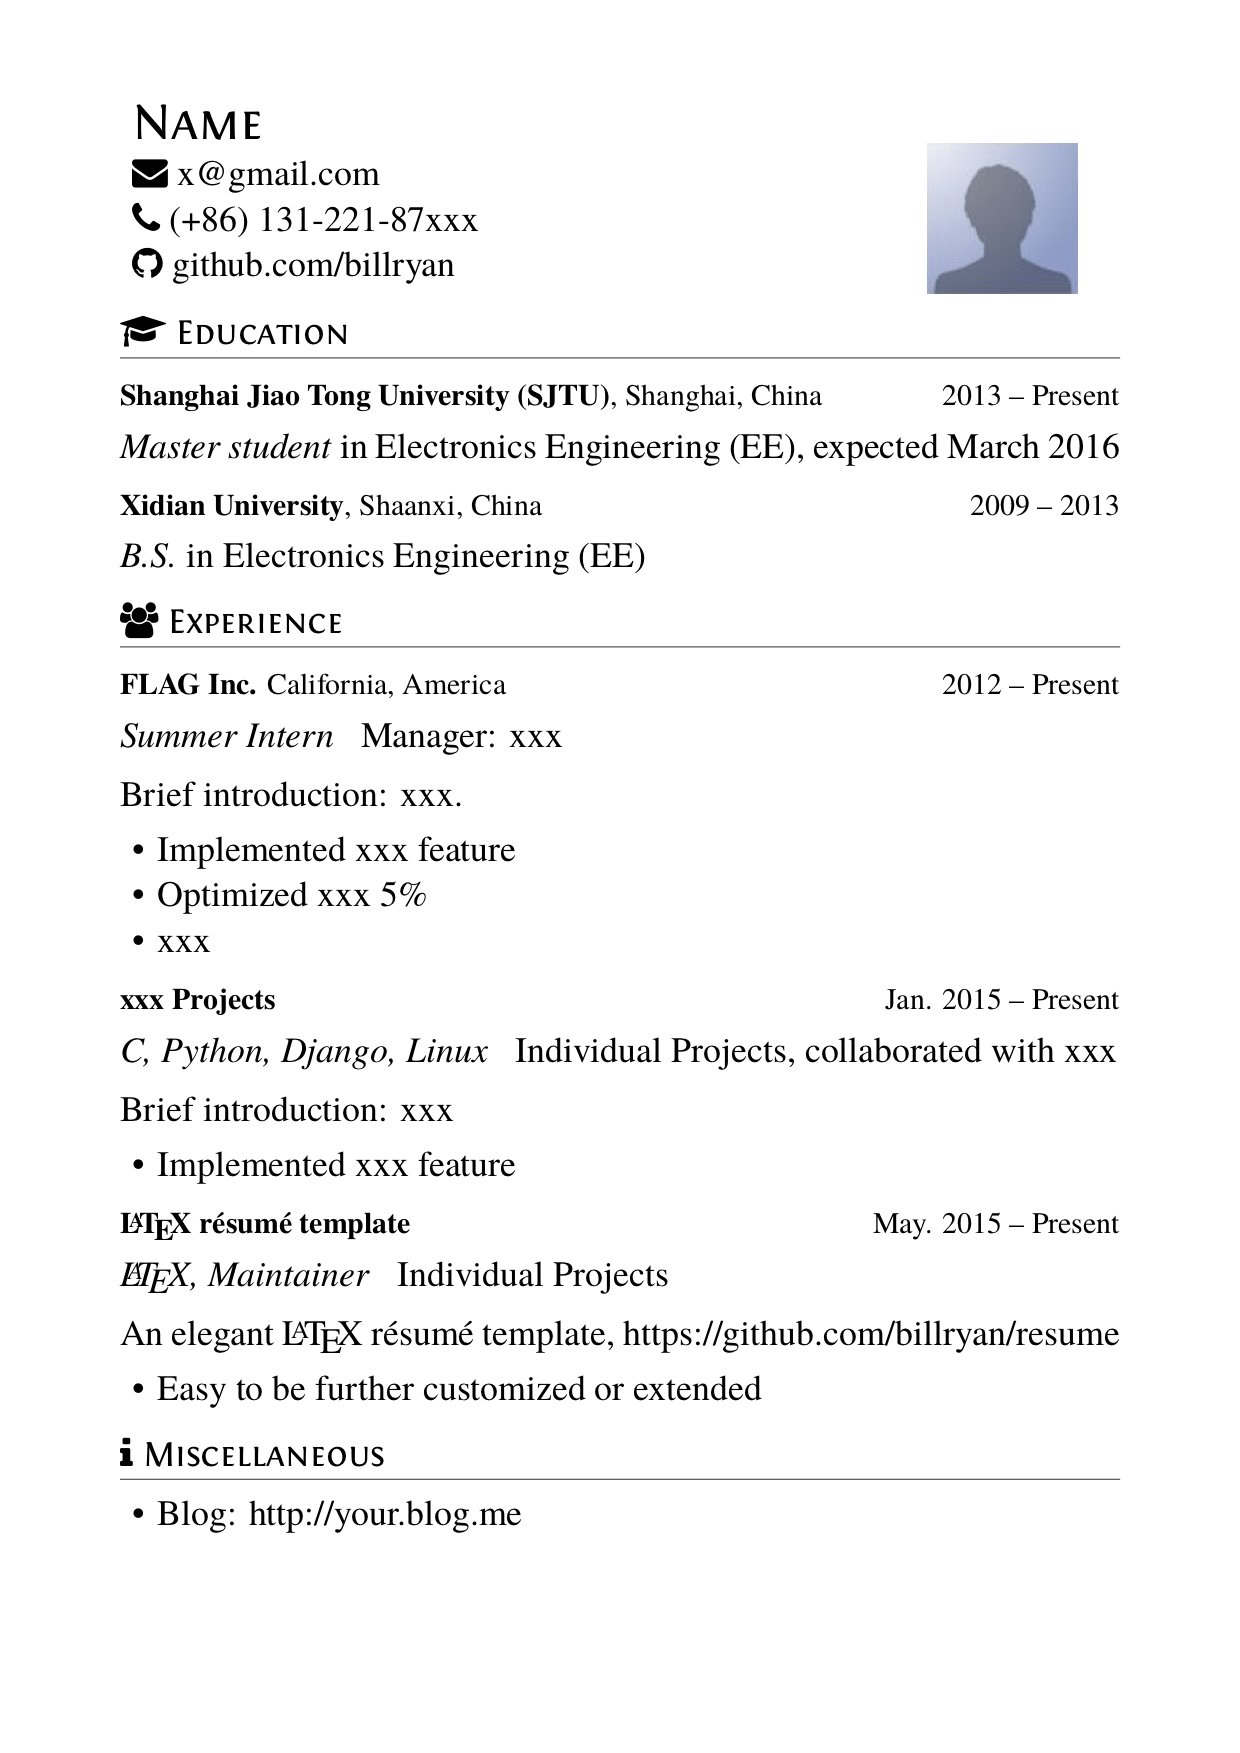 NAME
x@gmail.com
(+86) 131-221-87xxx
github.com/billryan
EDUCATION
Shanghai Jiao Tong University (SJTU), Shanghai, China 2013 – Present
Master student in Electronics Engineering (EE), expected March 2016
Xidian University, Shaanxi, China 2009 – 2013
B.S. in Electronics Engineering (EE)
EXPERIENCE
FLAG Inc. California, America 2012 – Present
Summer Intern Manager: xxx
Brief introduction: xxx.
• Implemented xxx feature
• Optimized xxx 5%
• xxx
xxx Projects Jan. 2015 – Present
C, Python, Django, Linux Individual Projects, collaborated with xxx
Brief introduction: xxx
• Implemented xxx feature
LATEX résumé template May. 2015 – Present
LATEX, Maintainer Individual Projects
An elegant LATEX résumé template, https://github.com/billryan/resume
• Easy to be further customized or extended
MISCELLANEOUS
• Blog: http://your.blog.me